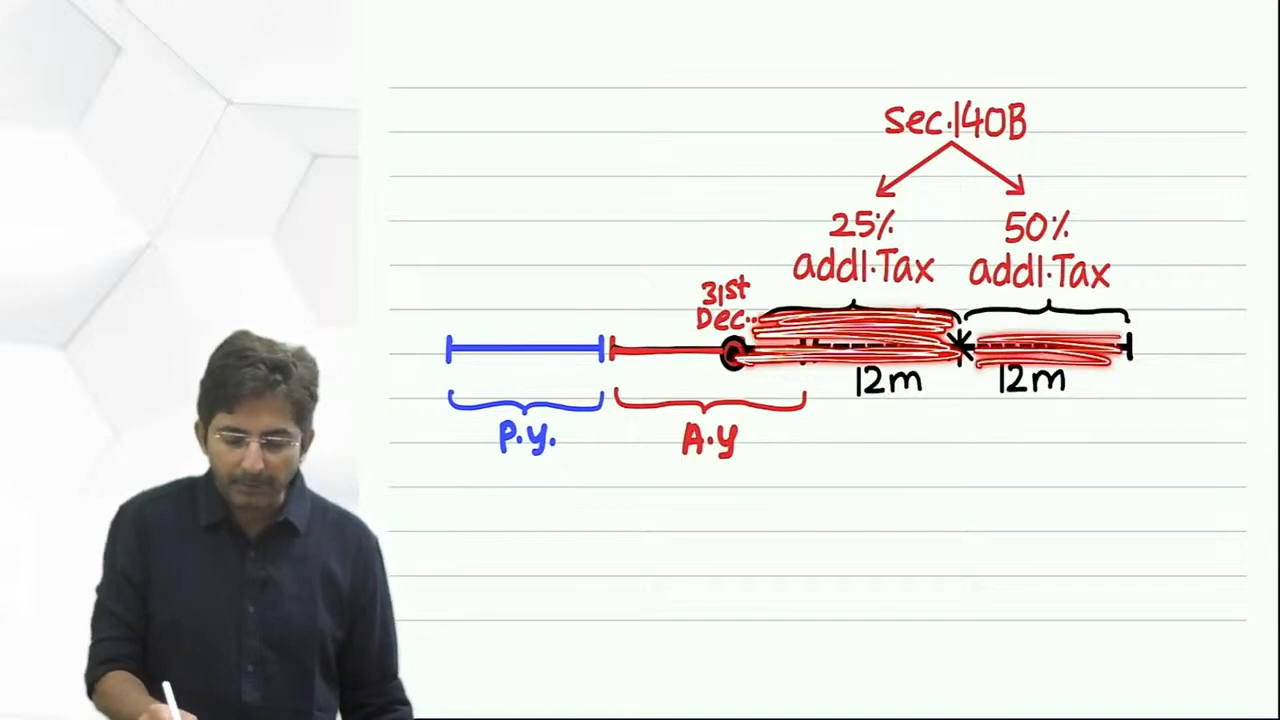 Sec.140B
25% 50%
addl.Tax addl.Tax
31st
Dec..
12m 12m
P.y. A.y